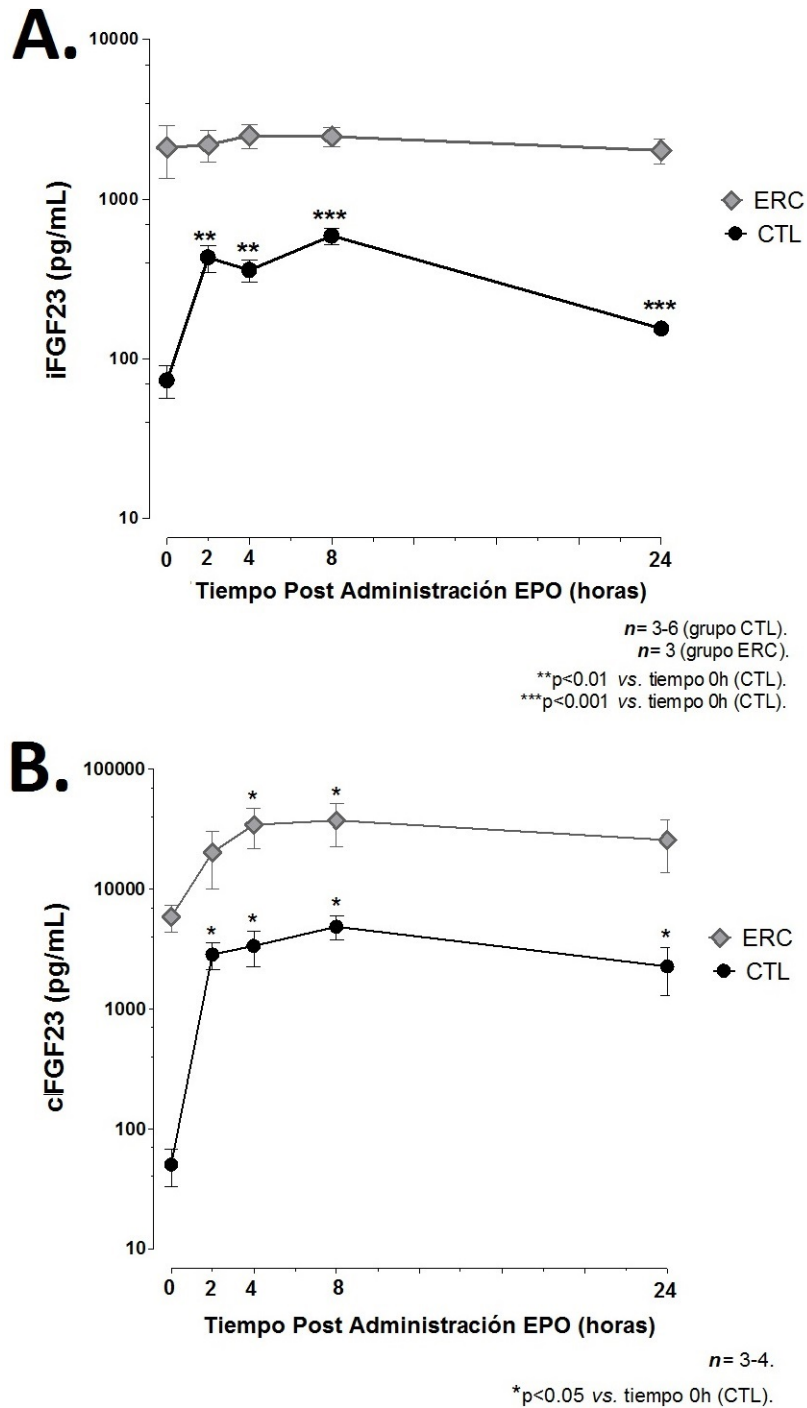 A.
10000
1000
100
10
iFGF23 (pg/mL)
** ** *** ***
ERC
CTL
0 2 4 8 24
Tiempo Post Administración EPO (horas)
n= 3-6 (grupo CTL).
n= 3 (grupo ERC).
**p<0.01 vs. tiempo 0h (CTL).
***p<0.001 vs. tiempo 0h (CTL).
B.
100000
10000
1000
100
10
cFGF23 (pg/mL)
* *
* * * *
ERC
CTL
0 2 4 8 24
Tiempo Post Administración EPO (horas)
n= 3-4.
*p<0.05 vs. tiempo 0h (CTL).